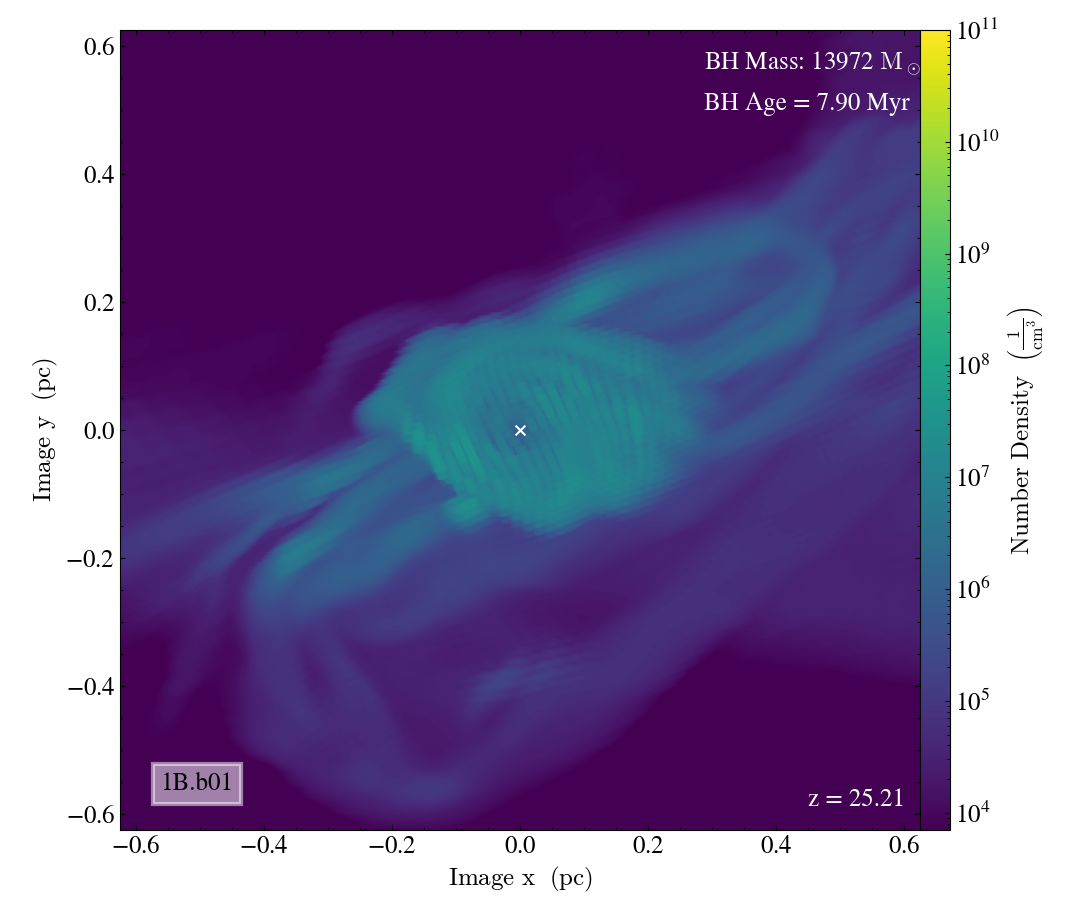 BH Mass: 13972 M☉
BH Age = 7.90 Myr
0.6
0.4
0.2
0.0
−0.2
−0.4
−0.6
Image y (pc)
1B.b01
z = 25.21
−0.6 −0.4 −0.2 0.0 0.2 0.4 0.6
Image x (pc)
10¹¹
10¹⁰
10⁹
10⁸
10⁷
10⁶
10⁵
10⁴
Number Density (1/cm³)